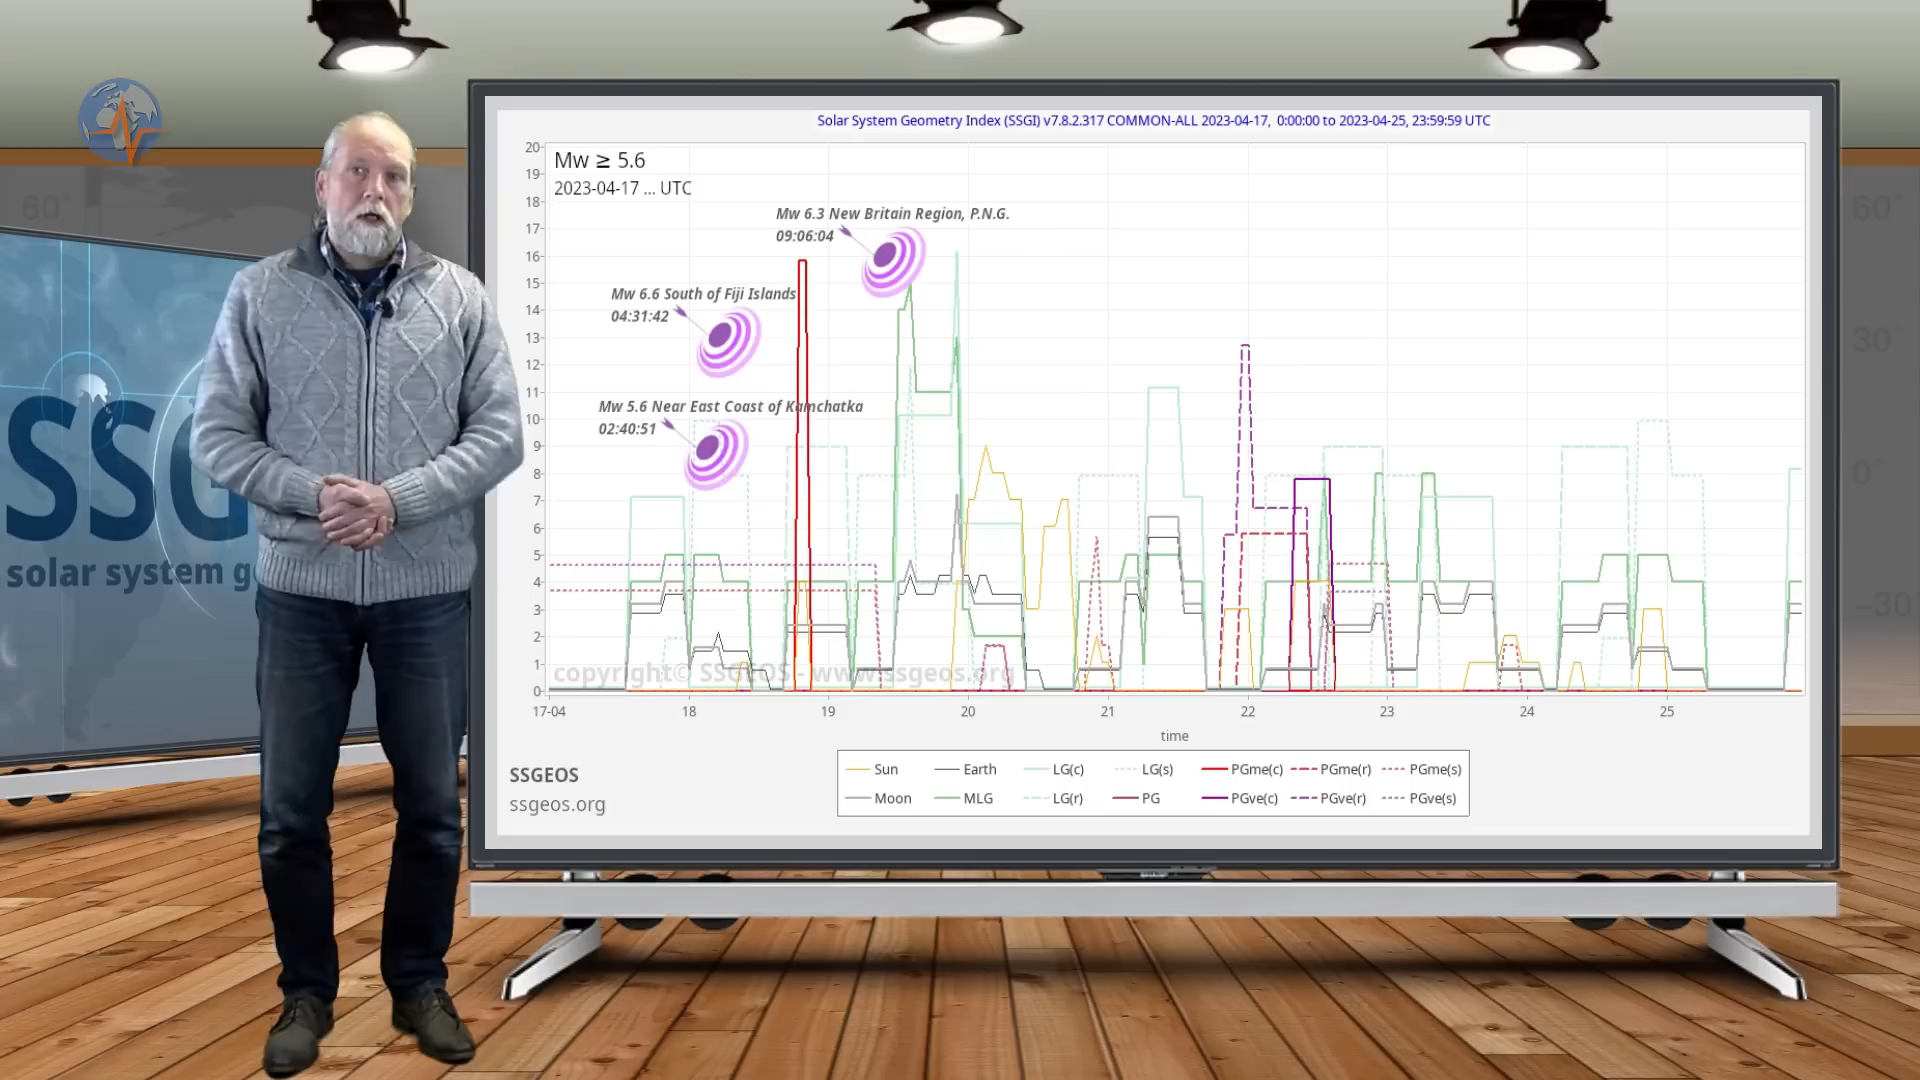 Solar System Geometry Index (SSGI) v7.8.2.317 COMMON-ALL 2023-04-17, 0:00:00 to 2023-04-25, 23:59:59 UTC
20
19
18
17
16
15
14
13
12
11
10
9
8
7
6
5
4
3
2
1
0
Mw ≥ 5.6
2023-04-17 ... UTC
Mw 6.3 New Britain Region, P.N.G.
09:06:04
Mw 6.6 South of Fiji Islands
04:31:42
Mw 5.6 Near East Coast of Kamchatka
02:40:51
copyright© SSGEOS - www.ssgeos.org
17-04 18 19 20 21 22 23 24 25
time
Sun Earth LG(c) LG(s) PGme(c) PGme(r) PGme(s)
Moon MLG LG(r) PG PGve(c) PGve(r) PGve(s)
SSGEOS
ssgeos.org
60°
SSG
solar system g
60°
30°
0°
-30